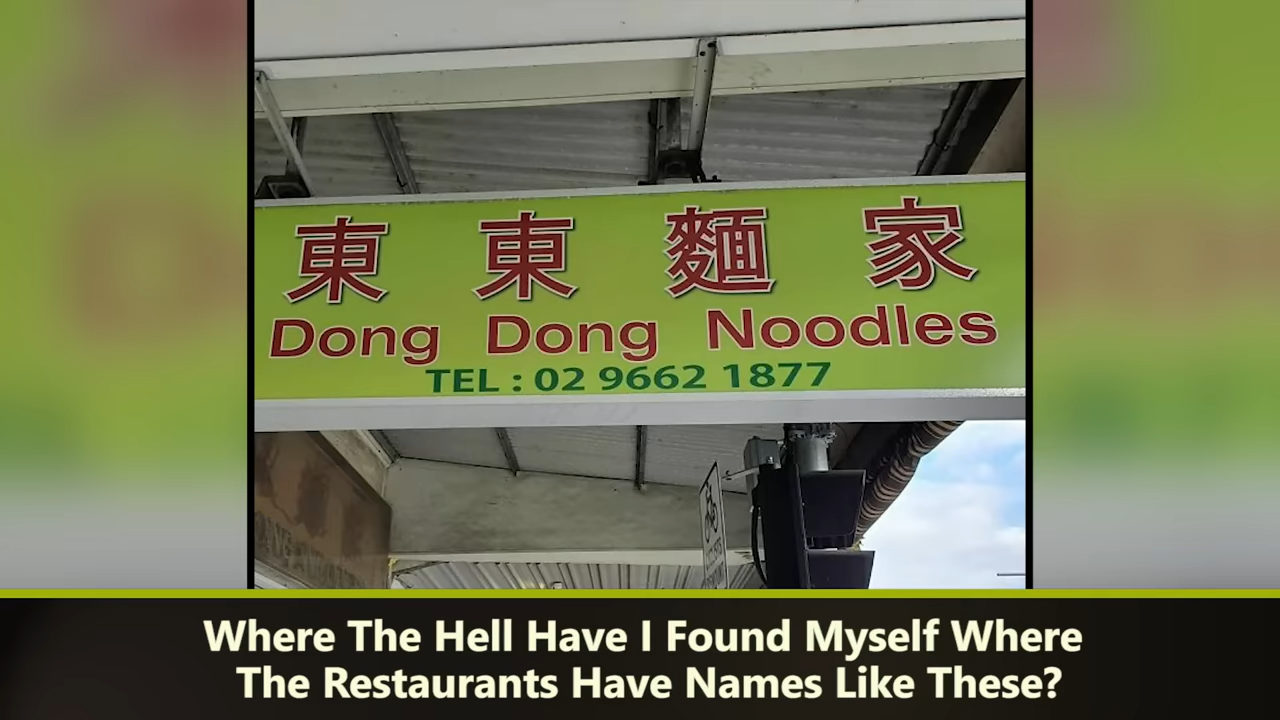 東東麵家
Dong Dong Noodles
TEL : 02 9662 1877
Where The Hell Have I Found Myself Where
The Restaurants Have Names Like These?